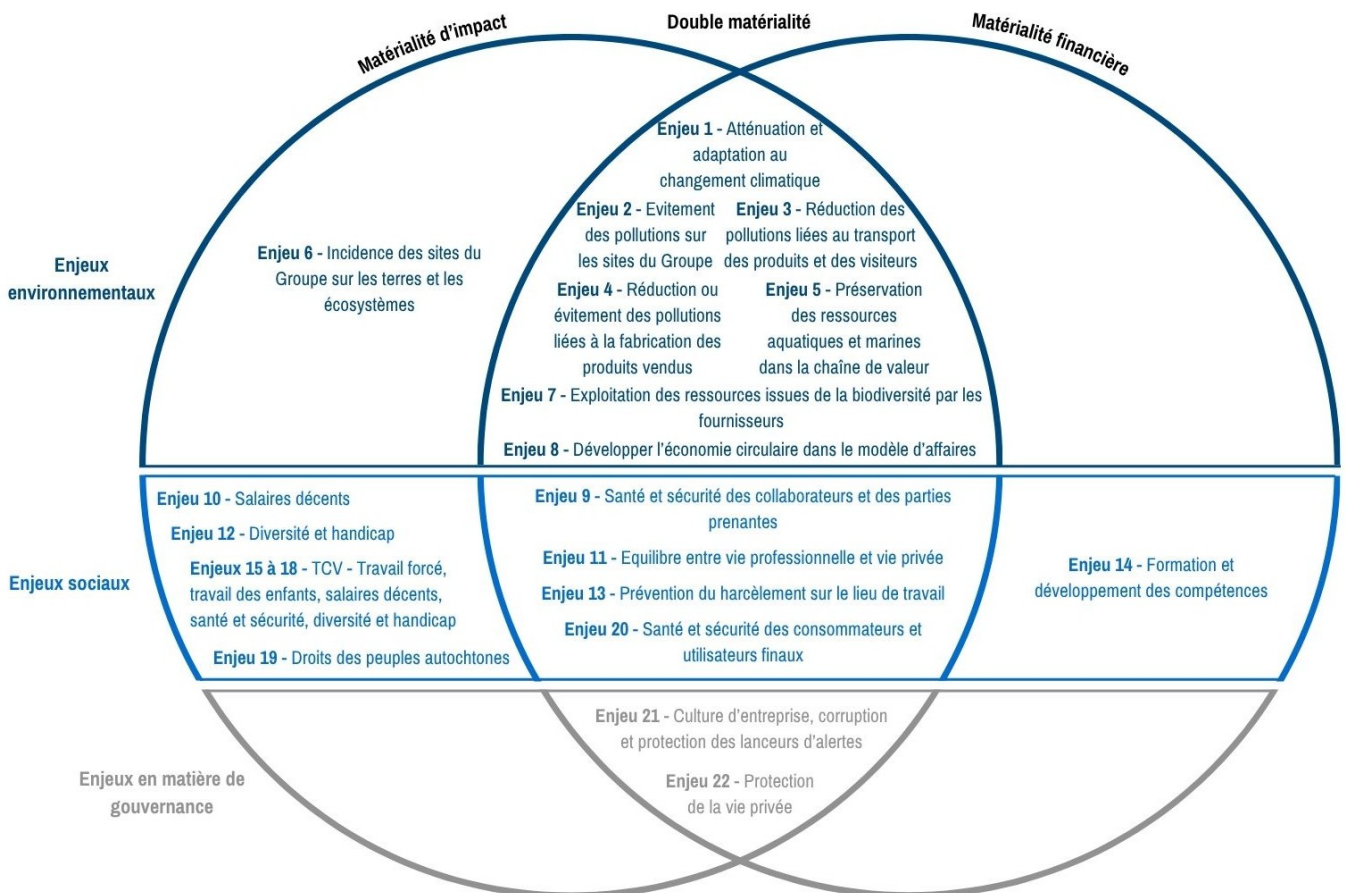 Matérialité d'impact
Double matérialité
Matérialité financière
Enjeux
environnementaux
Enjeu 6 - Incidence des sites du
Groupe sur les terres et les
écosystèmes
Enjeu 1 - Atténuation et
adaptation au
changement climatique
Enjeu 2 - Evitement
des pollutions sur
les sites du Groupe
Enjeu 3 - Réduction des
pollutions liées au transport
des produits et des visiteurs
Enjeu 4 - Réduction ou
évitement des pollutions
liées à la fabrication des
produits vendus
Enjeu 5 - Préservation
des ressources
aquatiques et marines
dans la chaîne de valeur
Enjeu 7 - Exploitation des ressources issues de la biodiversité par les
fournisseurs
Enjeu 8 - Développer l'économie circulaire dans le modèle d'affaires
Enjeux sociaux
Enjeu 10 - Salaires décents
Enjeu 12 - Diversité et handicap
Enjeux 15 à 18 - TCV - Travail forcé,
travail des enfants, salaires décents,
santé et sécurité, diversité et handicap
Enjeu 19 - Droits des peuples autochtones
Enjeu 9 - Santé et sécurité des collaborateurs et des parties
prenantes
Enjeu 11 - Equilibre entre vie professionnelle et vie privée
Enjeu 13 - Prévention du harcèlement sur le lieu de travail
Enjeu 20 - Santé et sécurité des consommateurs et
utilisateurs finaux
Enjeu 14 - Formation et
développement des compétences
Enjeux en matière de
gouvernance
Enjeu 21 - Culture d'entreprise, corruption
et protection des lanceurs d'alertes
Enjeu 22 - Protection
de la vie privée